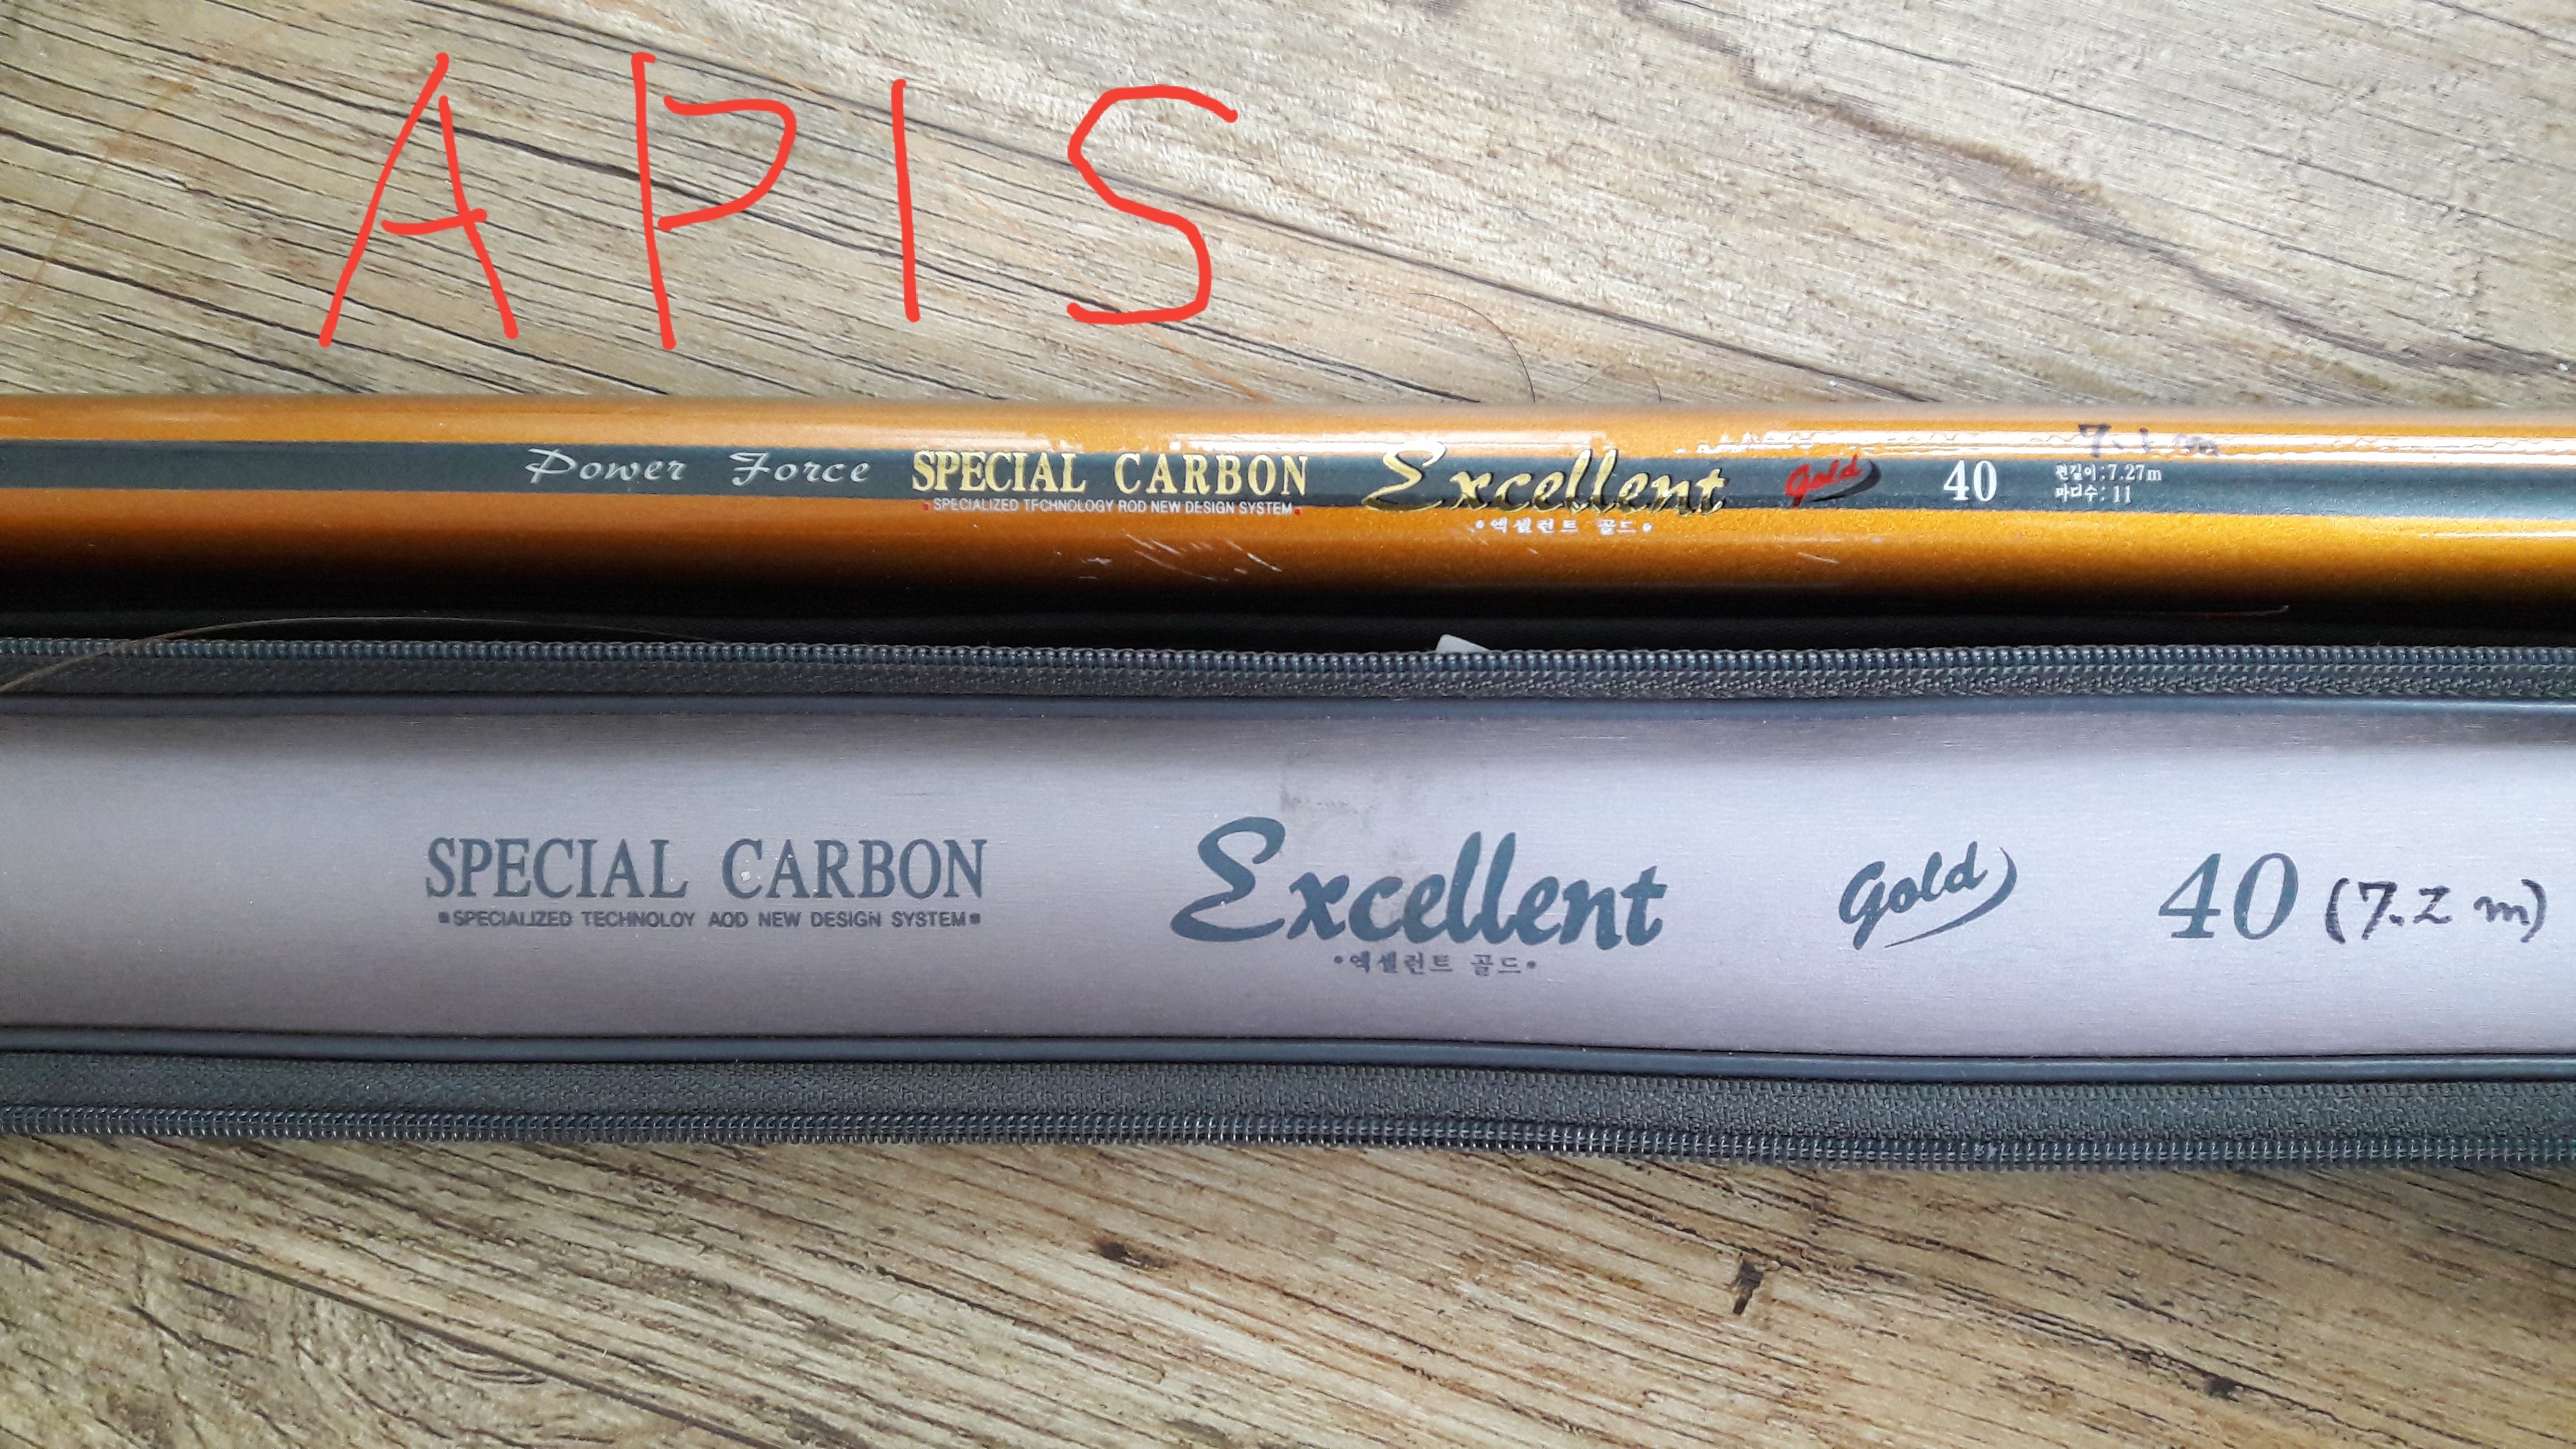 APIS
Power Force SPECIAL CARBON Excellent Gold 40 편길이:7.27m
SPECIALIZED TECHNOLOGY ROD NEW DESIGN SYSTEM 마디수: 11
•엑셀런트 골드•
SPECIAL CARBON Excellent Gold 40 (7.2 m)
SPECIALIZED TECHNOLOY AOD NEW DESIGN SYSTEM
•엑셀런트 골드•